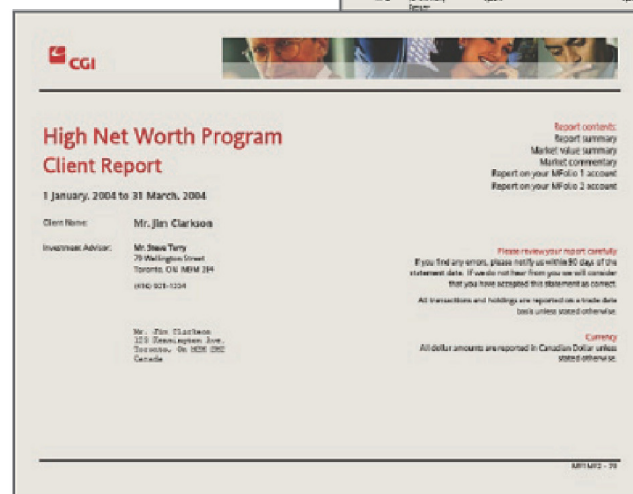 CGI
High Net Worth Program
Client Report
1 January, 2004 to 31 March, 2004
Client Name: Mr. Jim Clarkson
Investment Advisor: Mr. Steve Terry
79 Wellington Street
Toronto, ON
Mr. Jim Clarkson
Toronto, On
Canada
Report contents:
Report summary
Market value summary
Market commentary
Report on your MFolio 1 account
Report on your MFolio 2 account
Please review your report carefully
If you find any errors, please notify us within 90 days of the
statement date. If we do not hear from you we will consider
that you have accepted this statement as correct.
All transactions and holdings are reported on a trade date
basis unless stated otherwise.
Currency
All dollar amounts are reported in Canadian Dollar unless
stated otherwise.